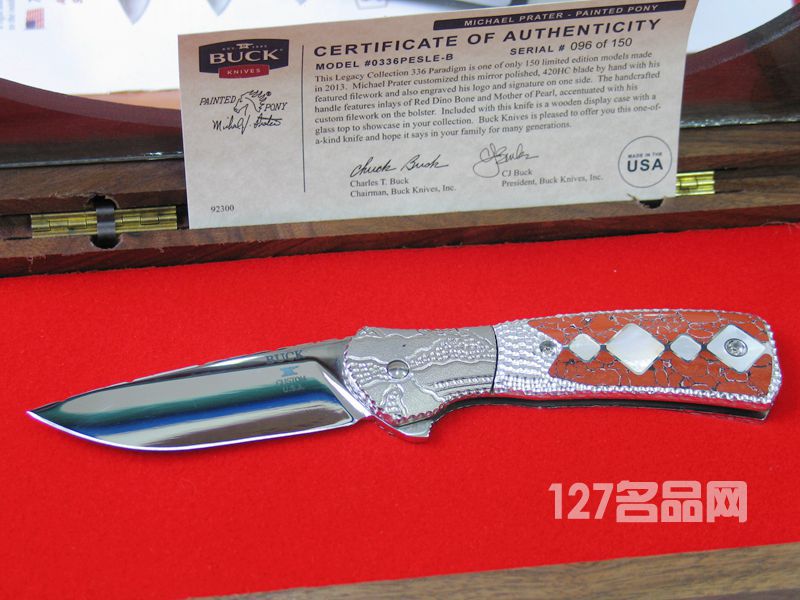 MICHAEL PRATER - PAINTED PONY
CERTIFICATE OF AUTHENTICITY
MODEL #0336PESLE-B SERIAL # 096 of 150
BUCK
KNIVES
PAINTED PONY
This Legacy Collection 336 Paradigm is one of only 150 limited edition models made
in 2013. Michael Prater customized this mirror polished, 420HC blade by hand with his
featured filework and also engraved his logo and signature on one side. The handcrafted
handle features inlays of Red Dino Bone and Mother of Pearl, accentuated with his
custom filework on the bolster. Included with this knife is a wooden display case with a
glass top to showcase in your collection. Buck Knives is pleased to offer you this one-of-
a-kind knife and hope it says in your family for many generations.
Chuck Buck
Charles T. Buck
Chairman, Buck Knives, Inc.
CJ Buck
President, Buck Knives, Inc.
MADE IN THE
USA
92300
BUCK
CUSTOM
U.S.A.
127名品网